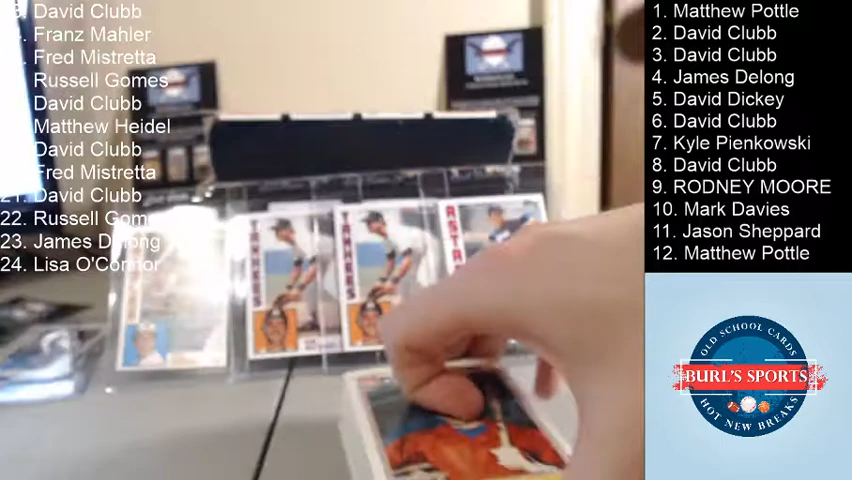 David Clubb
Franz Mahler
Fred Mistretta
Russell Gomes
David Clubb
Matthew Heidel
David Clubb
Fred Mistretta
21. David Clubb
22. Russell Gomes
23. James Delong
24. Lisa O'Connor
1. Matthew Pottle
2. David Clubb
3. David Clubb
4. James Delong
5. David Dickey
6. David Clubb
7. Kyle Pienkowski
8. David Clubb
9. RODNEY MOORE
10. Mark Davies
11. Jason Sheppard
12. Matthew Pottle
YANKEES
YANKEES
ASTR
OLD SCHOOL CARDS
BURL'S SPORTS
HOT NEW BREAKS